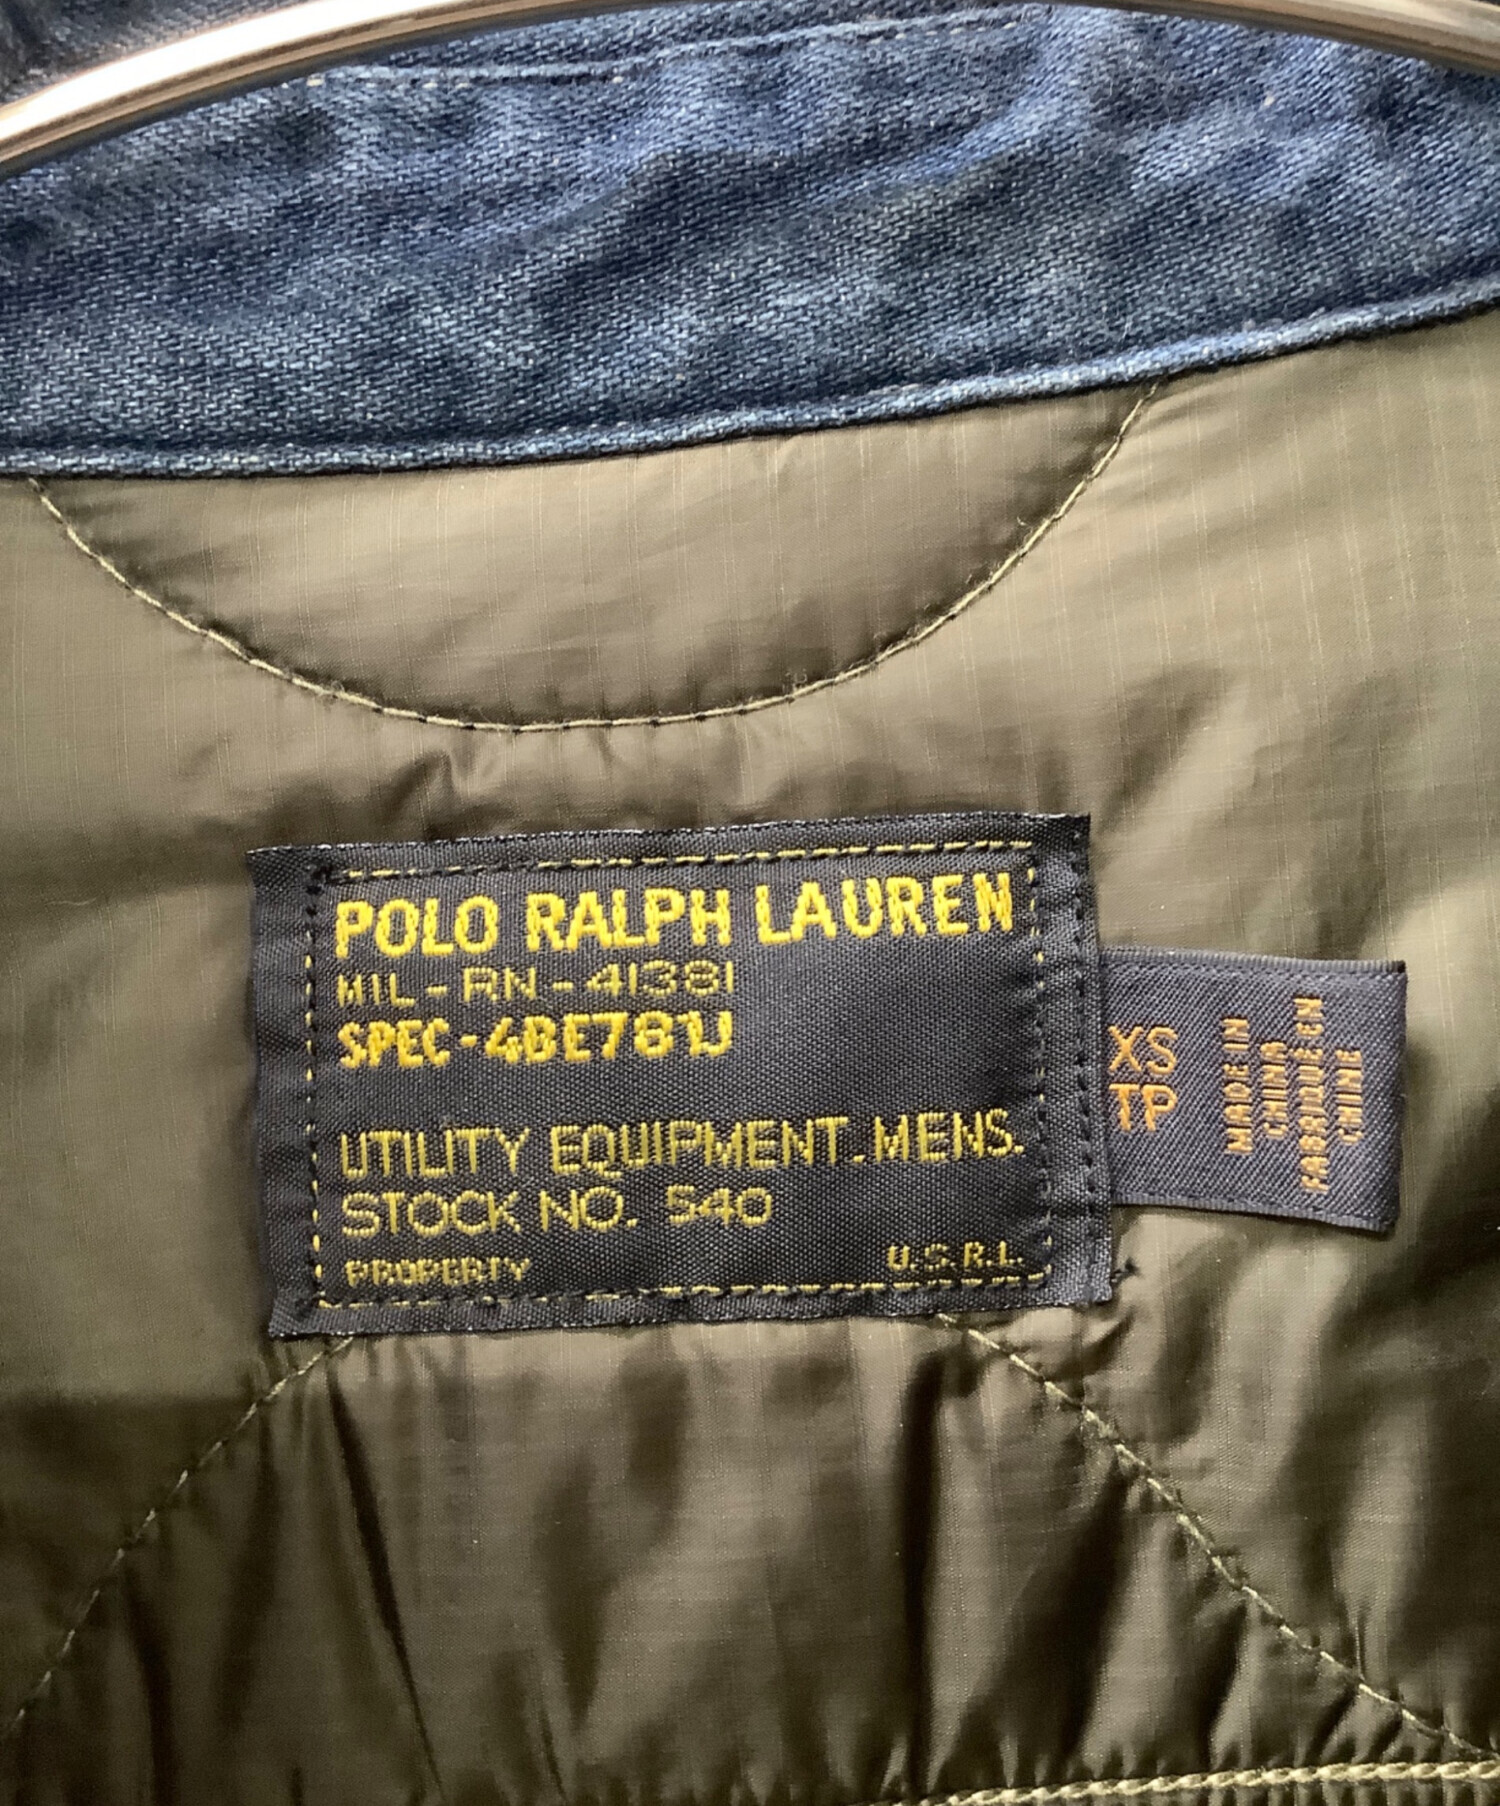 POLO RALPH LAUREN
MIL-RN-41381
SPEC-4BE781J
UTILITY EQUIPMENT.MENS.
STOCK NO. 540
PROPERTY U.S.R.L.
XS
TP
MADE IN
CHINA
FABRIQUÉ EN
CHINE